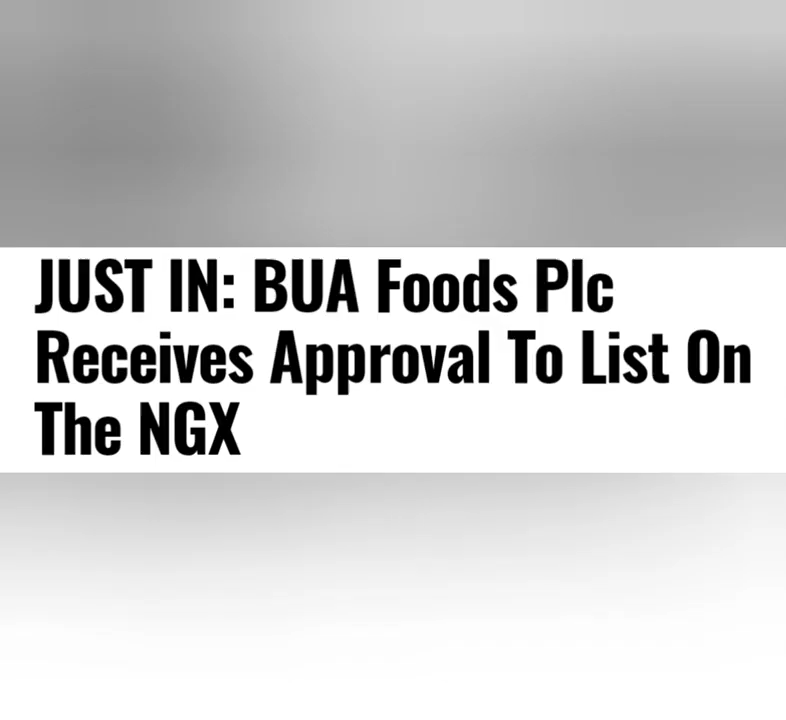 JUST IN: BUA Foods Plc
Receives Approval To List On
The NGX